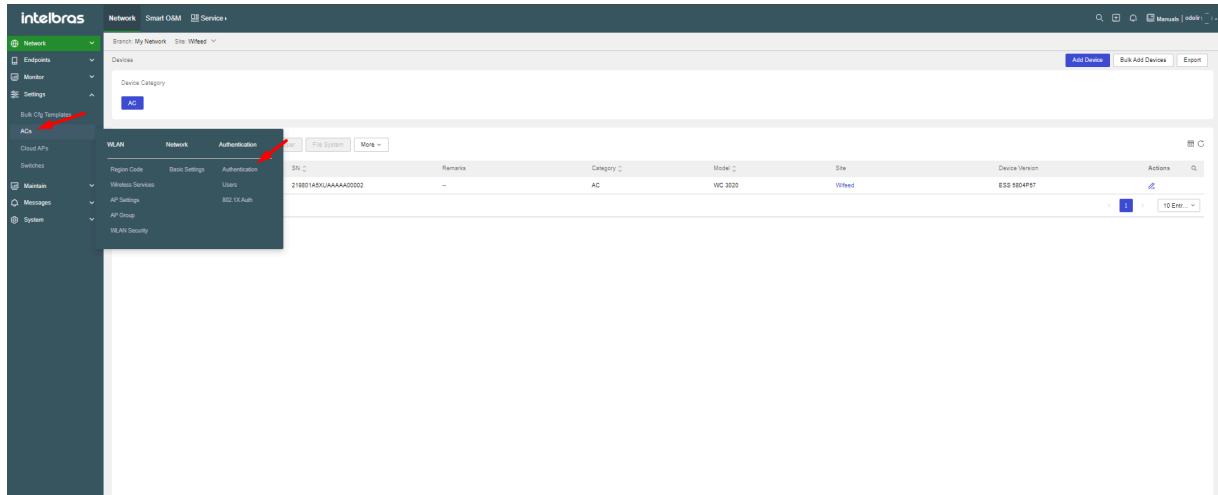 intelbras
Network Smart O&M Service
Manuals
Network
Branch: My Network Site: Wifeed
Endpoints
Devices
Add Device Bulk Add Devices Export
Monitor
Device Category
Settings
AC
Bulk Cfg Templates
ACs
WLAN Network Authentication
File System More
Cloud APs
Region Code Basic Settings Authentication
SN Remarks Category Model Site Device Version Actions
Switches
Wireless Services Users
-- AC WC 3020 Wifeed ESS 5804P57
Maintain
AP Settings 802.1X Auth
Messages
1 10 Entr...
AP Group
System
WLAN Security